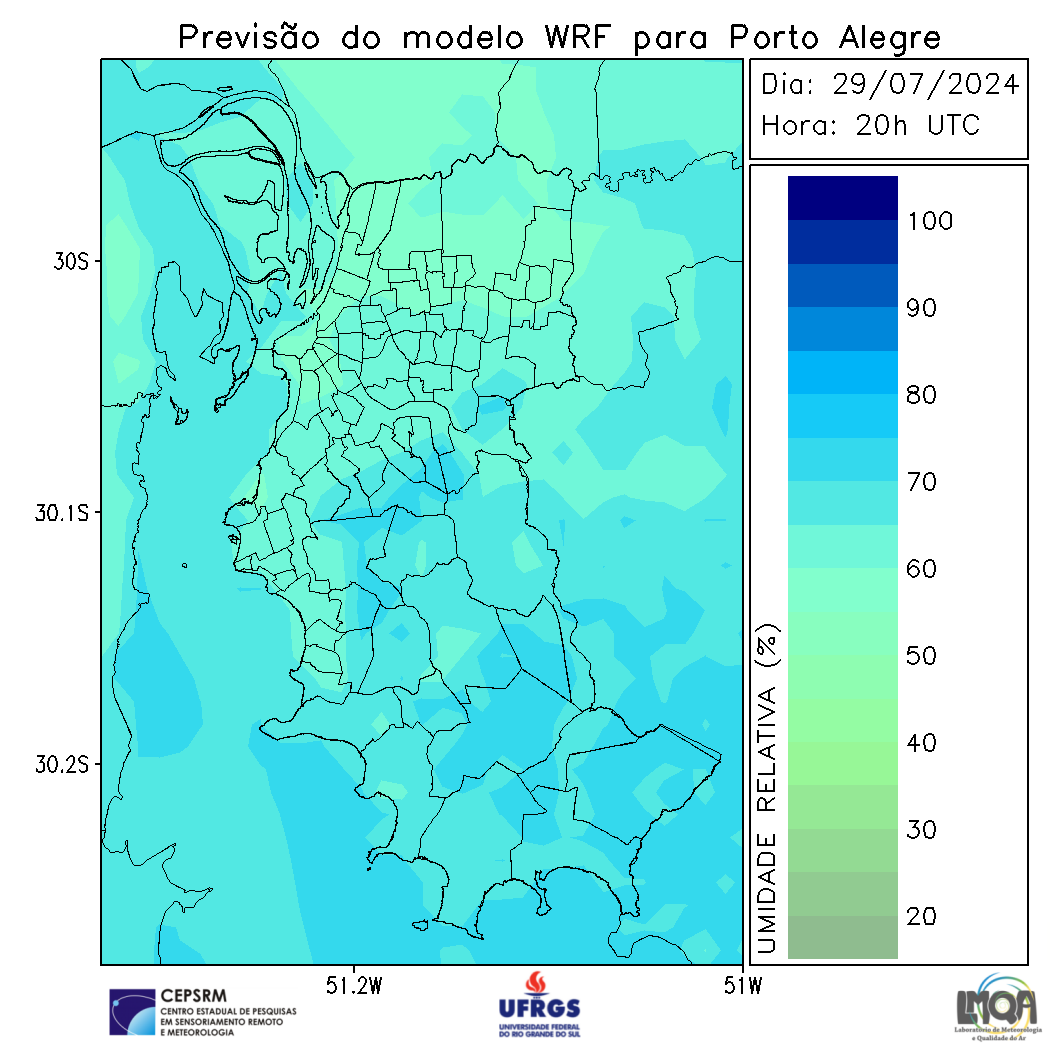 Previsão do modelo WRF para Porto Alegre
Dia: 29/07/2024
Hora: 20h UTC
100
90
80
70
60
50
40
30
20
UMIDADE RELATIVA (%)
30S
30.1S
30.2S
51.2W
51W
CEPSRM
CENTRO ESTADUAL DE PESQUISAS
EM SENSORIAMENTO REMOTO
E METEOROLOGIA
UFRGS
UNIVERSIDADE FEDERAL
DO RIO GRANDE DO SUL
LMQA
Laboratório de Meteorologia
e Qualidade do Ar